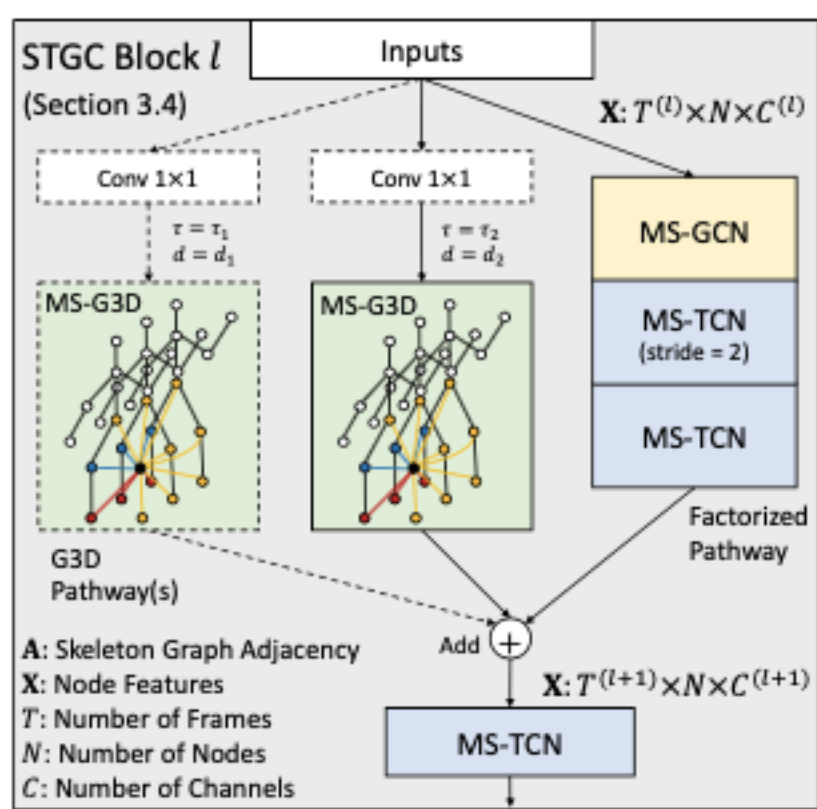 STGC Block l
(Section 3.4)
Inputs
X: T^(l)×N×C^(l)
Conv 1×1
τ = τ₁
d = d₁
Conv 1×1
τ = τ₂
d = d₂
MS-G3D
MS-G3D
MS-GCN
MS-TCN
(stride = 2)
MS-TCN
G3D
Pathway(s)
Factorized
Pathway
Add +
X: T^(l+1)×N×C^(l+1)
MS-TCN
A: Skeleton Graph Adjacency
X: Node Features
T: Number of Frames
N: Number of Nodes
C: Number of Channels